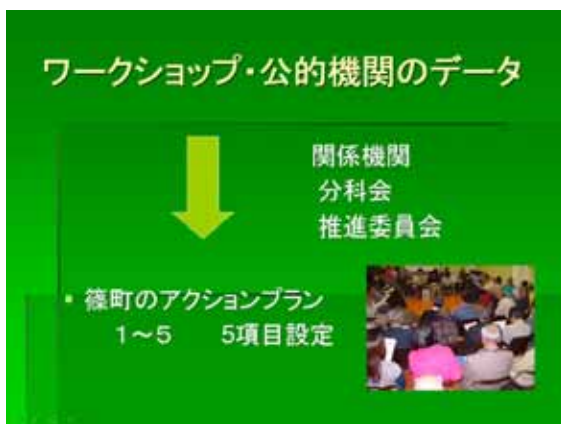 ワークショップ・公的機関のデータ
関係機関
分科会
推進委員会
篠町のアクションプラン
1～5　5項目設定